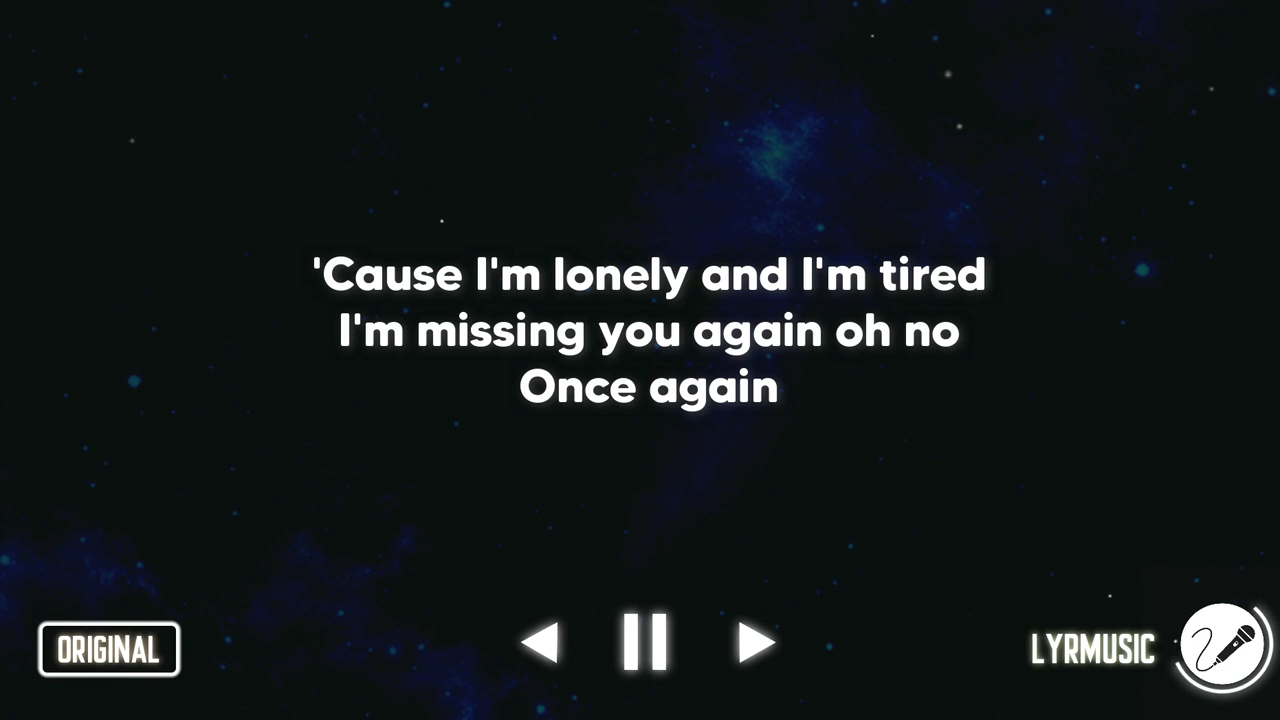 'Cause I'm lonely and I'm tired
I'm missing you again oh no
Once again
ORIGINAL
LYRMUSIC